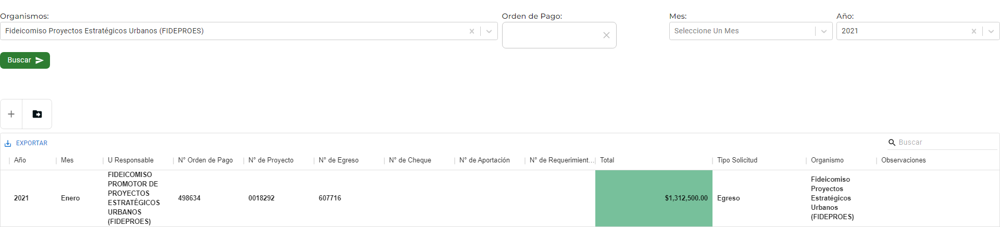 Organismos:
Orden de Pago:
Mes:
Año:
Fideicomiso Proyectos Estratégicos Urbanos (FIDEPROES)
Seleccione Un Mes
2021
Buscar
EXPORTAR
Buscar
Año
Mes
U Responsable
N° Orden de Pago
N° de Proyecto
N° de Egreso
N° de Cheque
N° de Aportación
N° de Requerimient...
Total
Tipo Solicitud
Organismo
Observaciones
2021
Enero
FIDEICOMISO
PROMOTOR DE
PROYECTOS
ESTRATÉGICOS
URBANOS
(FIDEPROES)
498634
0018292
607716
$1,312,500.00
Egreso
Fideicomiso
Proyectos
Estratégicos
Urbanos
(FIDEPROES)